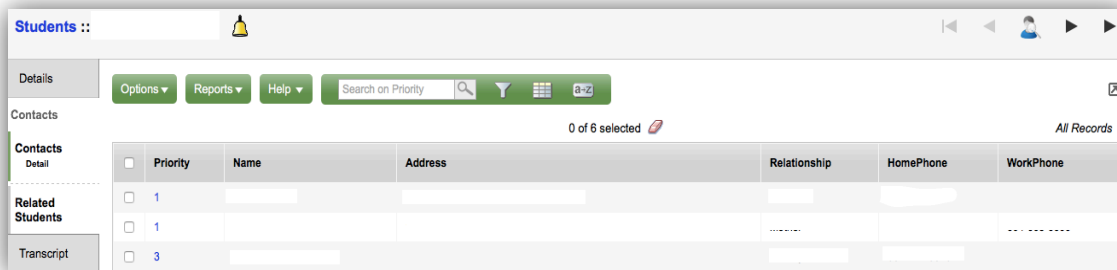 Students ::
Details
Options Reports Help Search on Priority a-z
Contacts
0 of 6 selected All Records
Contacts
Detail
Priority Name Address Relationship HomePhone WorkPhone
Related
Students
1
1
Transcript
3